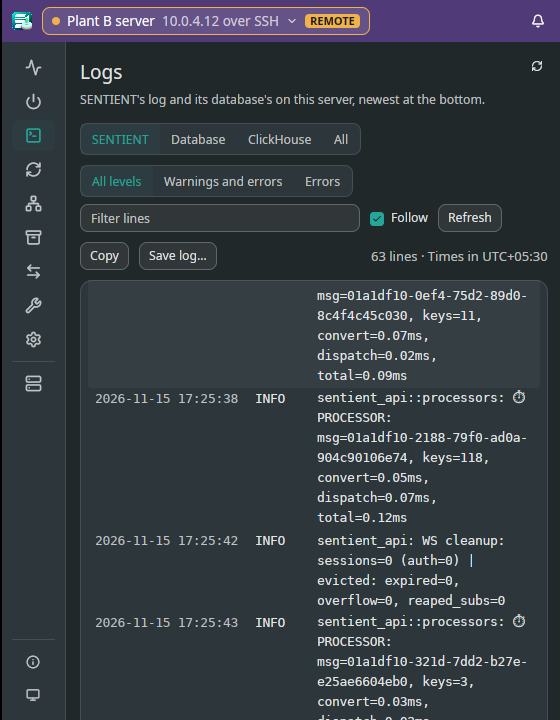 Plant B server 10.0.4.12 over SSH REMOTE
Logs
SENTIENT's log and its database's on this server, newest at the bottom.
SENTIENT Database ClickHouse All
All levels Warnings and errors Errors
Filter lines Follow Refresh
Copy Save log... 63 lines · Times in UTC+05:30
msg=01a1df10-0ef4-75d2-89d0-
8c4f4c45c030, keys=11,
convert=0.07ms,
dispatch=0.02ms,
total=0.09ms
2026-11-15 17:25:38 INFO sentient_api::processors: ⏱
PROCESSOR:
msg=01a1df10-2188-79f0-ad0a-
904c90106e74, keys=118,
convert=0.05ms,
dispatch=0.07ms,
total=0.12ms
2026-11-15 17:25:42 INFO sentient_api: WS cleanup:
sessions=0 (auth=0) |
evicted: expired=0,
overflow=0, reaped_subs=0
2026-11-15 17:25:43 INFO sentient_api::processors: ⏱
PROCESSOR:
msg=01a1df10-321d-7dd2-b27e-
e25ae6604eb0, keys=3,
convert=0.03ms,